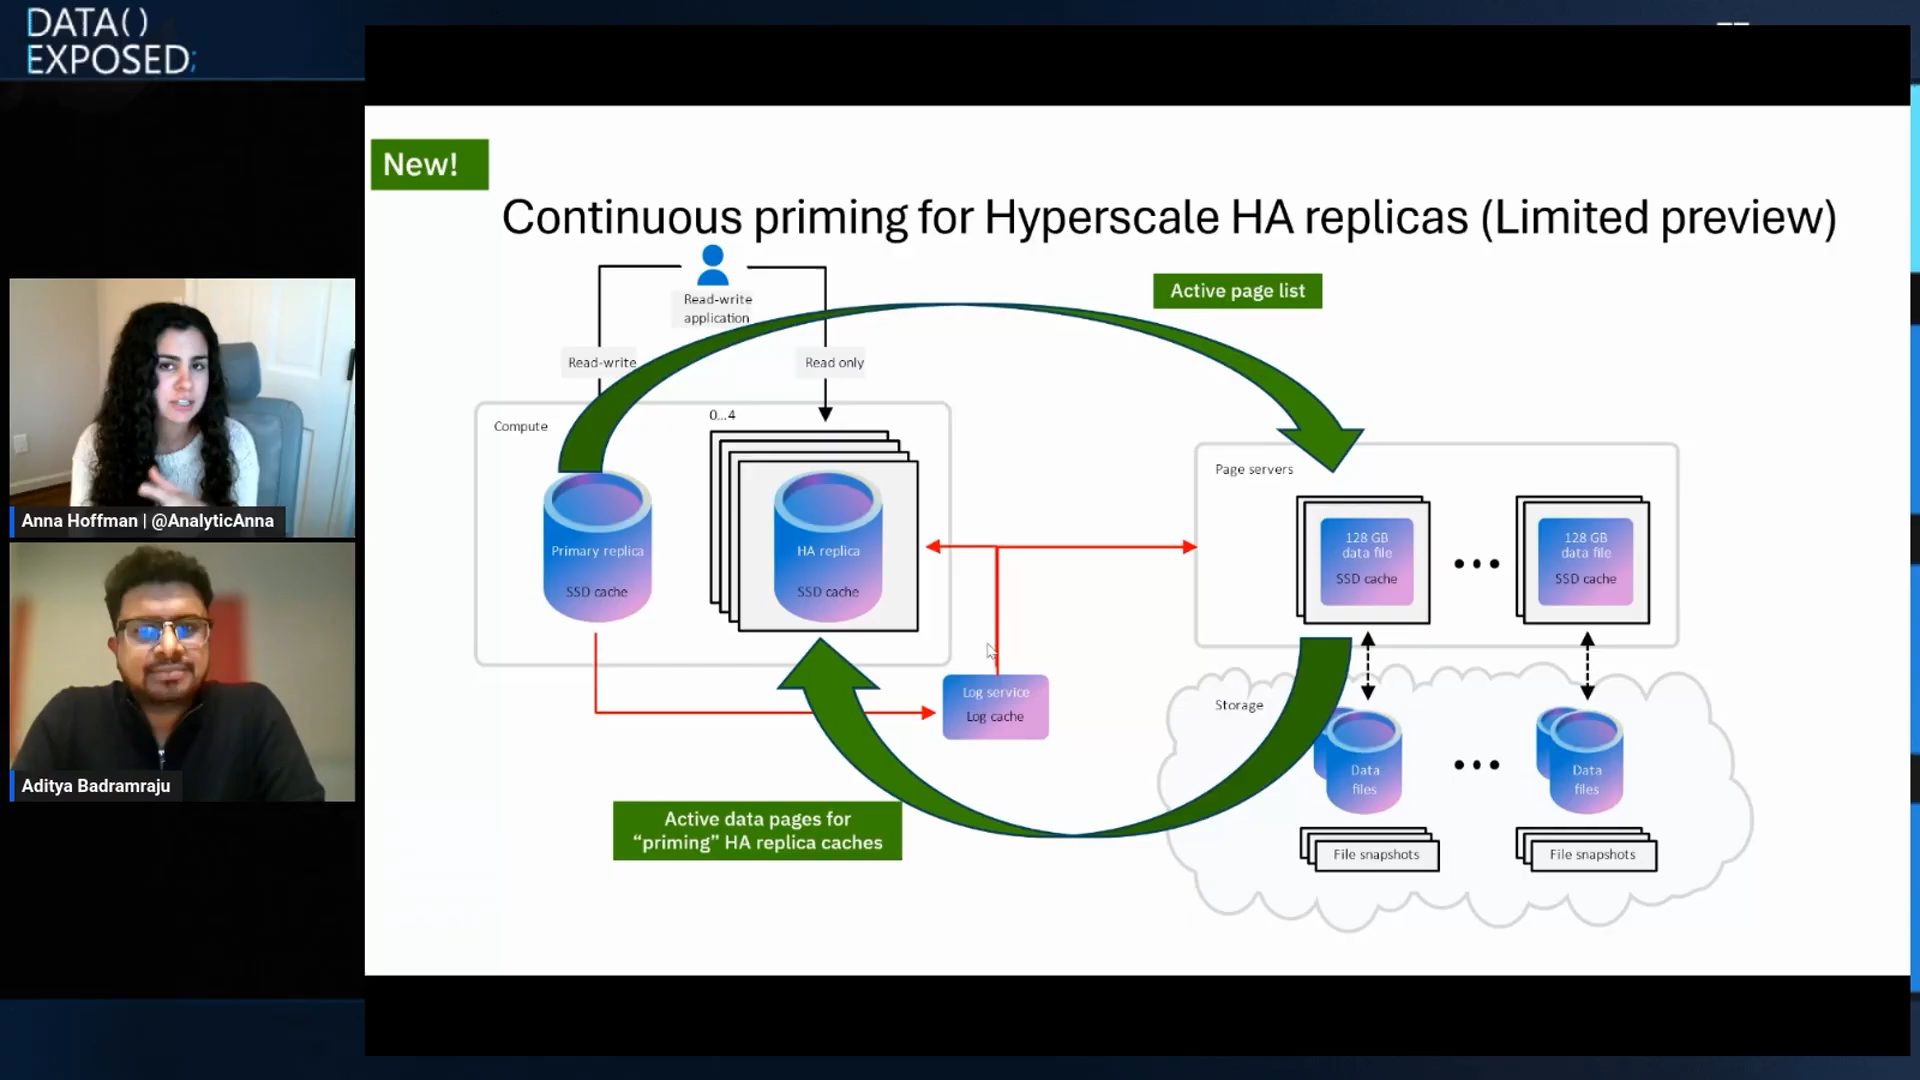 DATA()
EXPOSED;
New!
Continuous priming for Hyperscale HA replicas (Limited preview)
Read-write
application
Active page list
Read-write
Read only
Compute
0...4
Primary replica
SSD cache
HA replica
SSD cache
Page servers
128 GB
data file
SSD cache
128 GB
data file
SSD cache
Log service
Log cache
Storage
Data
files
Data
files
File snapshots
File snapshots
Active data pages for
“priming” HA replica caches
Anna Hoffman | @AnalyticAnna
Aditya Badramraju